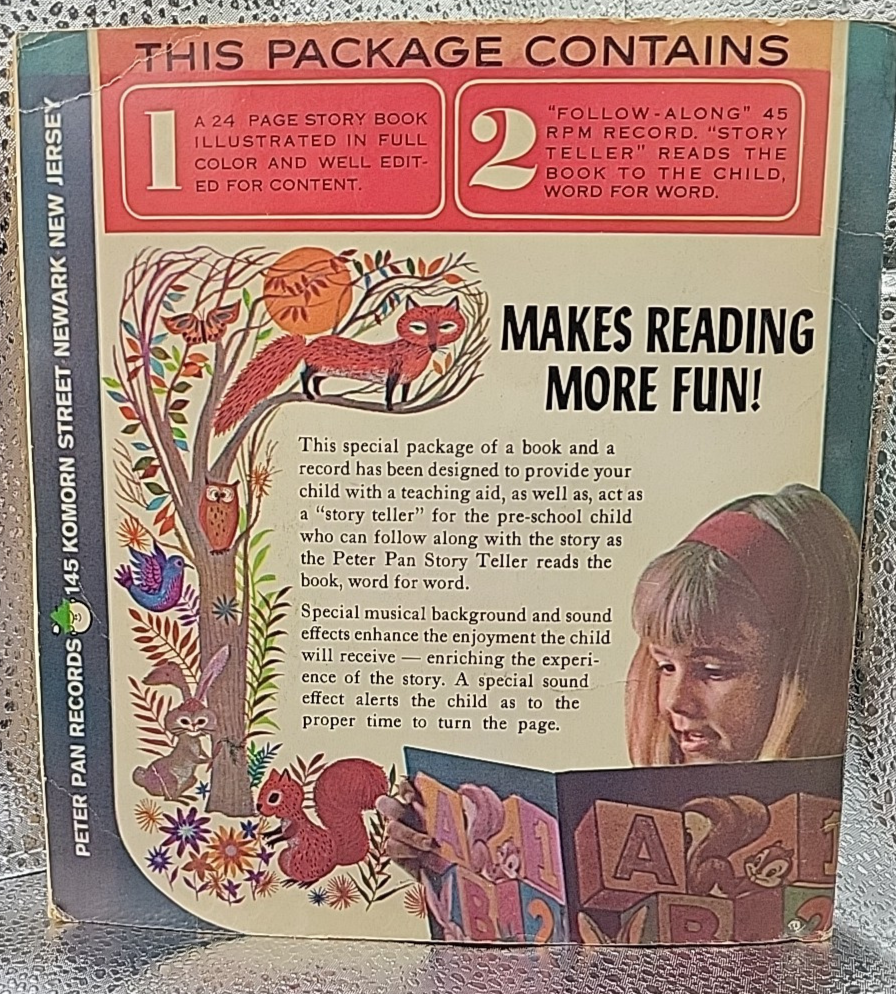 THIS PACKAGE CONTAINS
1
A 24 PAGE STORY BOOK
ILLUSTRATED IN FULL
COLOR AND WELL EDIT-
ED FOR CONTENT.
2
"FOLLOW-ALONG" 45
RPM RECORD. "STORY
TELLER" READS THE
BOOK TO THE CHILD,
WORD FOR WORD.
MAKES READING
MORE FUN!
This special package of a book and a
record has been designed to provide your
child with a teaching aid, as well as, act as
a "story teller" for the pre-school child
who can follow along with the story as
the Peter Pan Story Teller reads the
book, word for word.
Special musical background and sound
effects enhance the enjoyment the child
will receive — enriching the experi-
ence of the story. A special sound
effect alerts the child as to the
proper time to turn the page.
PETER PAN RECORDS 145 KOMORN STREET NEWARK NEW JERSEY
A 1
B 2
A 1
B 2